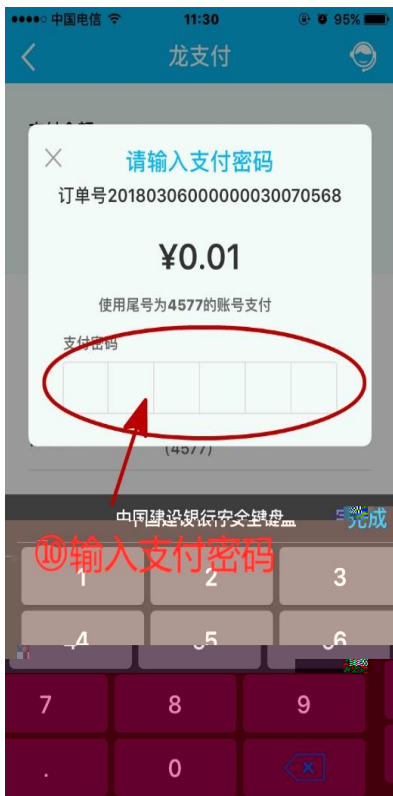 中国电信 11:30 95%
龙支付
请输入支付密码
订单号20180306000000030070568
¥0.01
使用尾号为4577的账号支付
支付密码
(4577)
中国建设银行安全键盘 完成
⑩输入支付密码
1 2 3
4 5 6
7 8 9
. 0